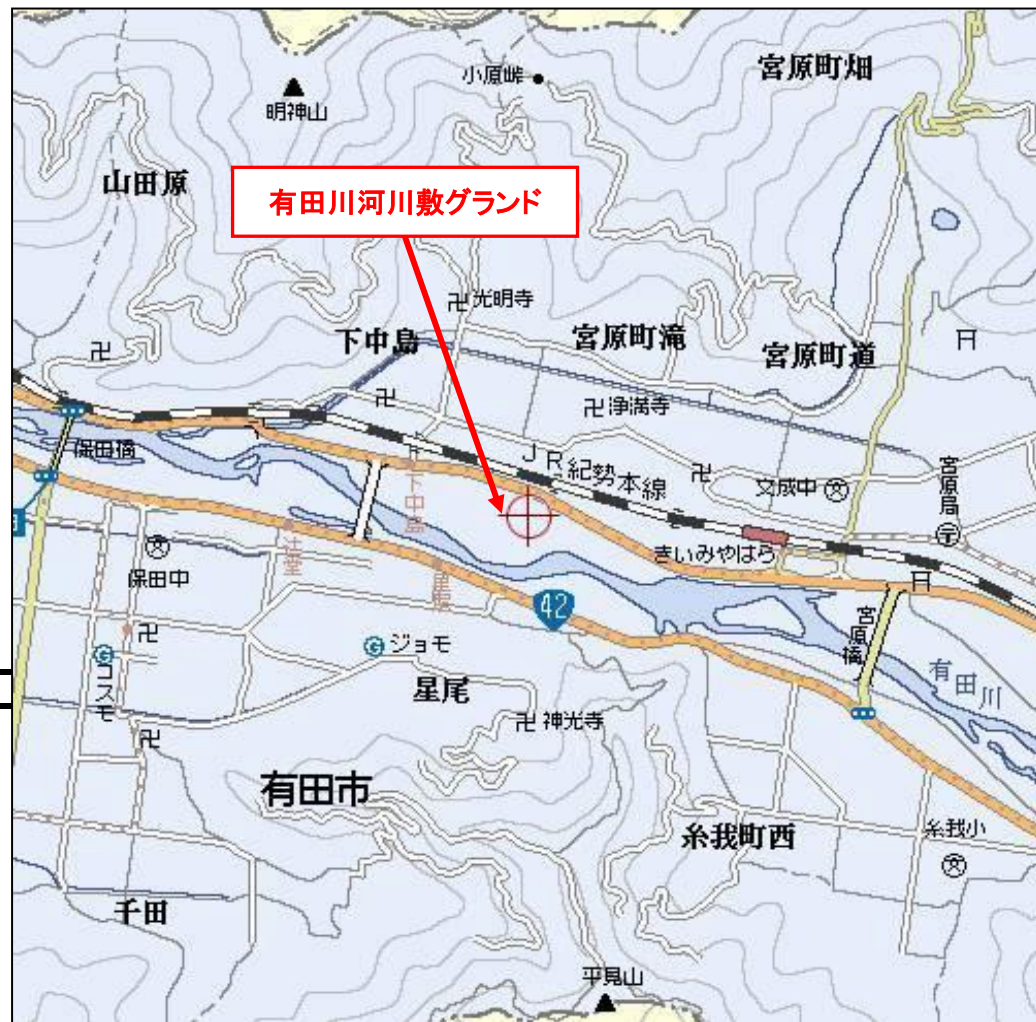 宮原町畑
小原峠
明神山
山田原
有田川河川敷グランド
光明寺
下中島
宮原町滝
宮原町道
浄満寺
保田橋
JR紀勢本線
文成中
宮原局
下中島
辻堂
星尾
きいみやはら
保田中
42
宮原橋
ジョモ
コスモ
有田川
星尾
神光寺
有田市
糸我町西
糸我小
千田
平見山